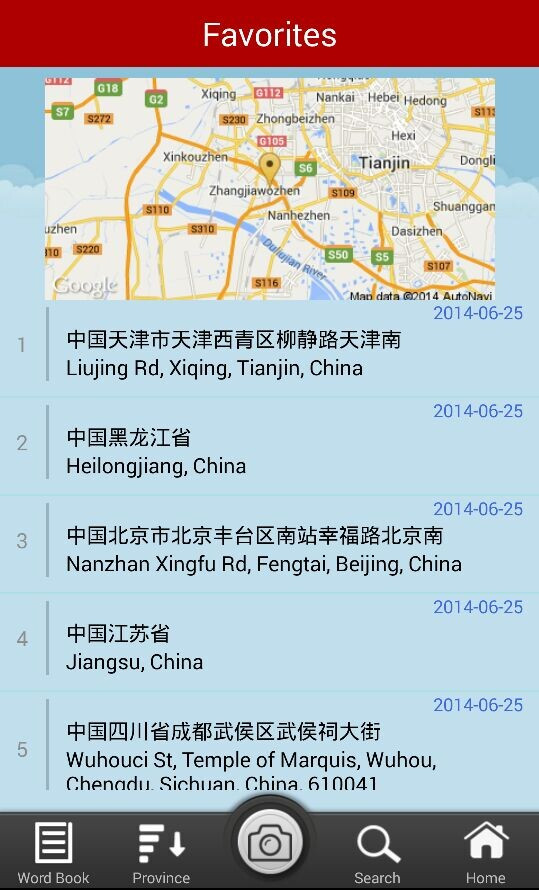 Favorites
G112
G18
G2
Xiqing
G112
Nankai
Hebei
Hedong
S7
S272
S230
Zhongbeizhen
S113
G105
Hexi
Xinkouzhen
S6
Tianjin
Dongli
Zhangjiawozhen
S109
S110
Nanhezhen
Shuanggan
S310
Dasizhen
uzhen
S110
S220
Duliujian River
S50
S5
S107
Google
S116
Map data ©2014 AutoNavi
2014-06-25
1
中国天津市天津西青区柳静路天津南
Liujing Rd, Xiqing, Tianjin, China
2014-06-25
2
中国黑龙江省
Heilongjiang, China
2014-06-25
3
中国北京市北京丰台区南站幸福路北京南
Nanzhan Xingfu Rd, Fengtai, Beijing, China
2014-06-25
4
中国江苏省
Jiangsu, China
2014-06-25
5
中国四川省成都武侯区武侯祠大街
Wuhouci St, Temple of Marquis, Wuhou,
Chengdu, Sichuan, China, 610041
Word Book
Province
Search
Home